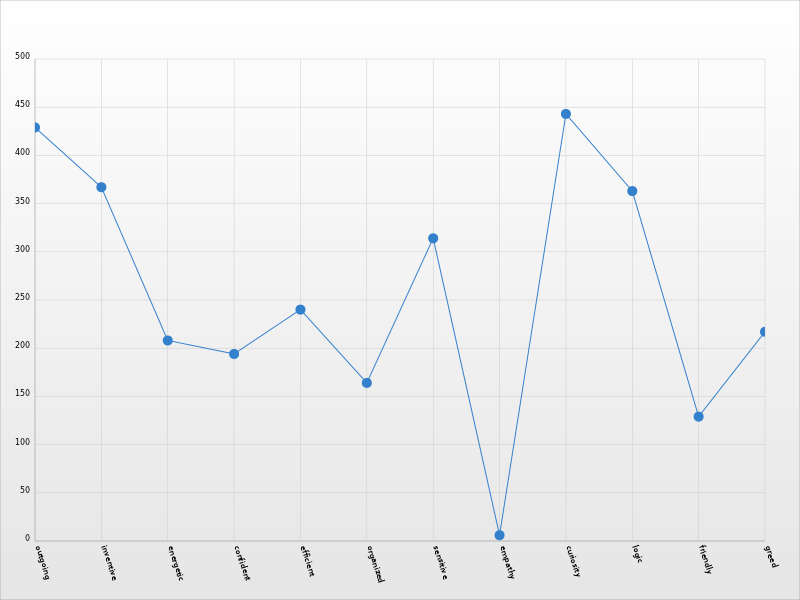 500
450
400
350
300
250
200
150
100
50
0
outgoing
inventive
energetic
confident
efficient
organized
sensitive
empathy
curiosity
logic
friendly
greed